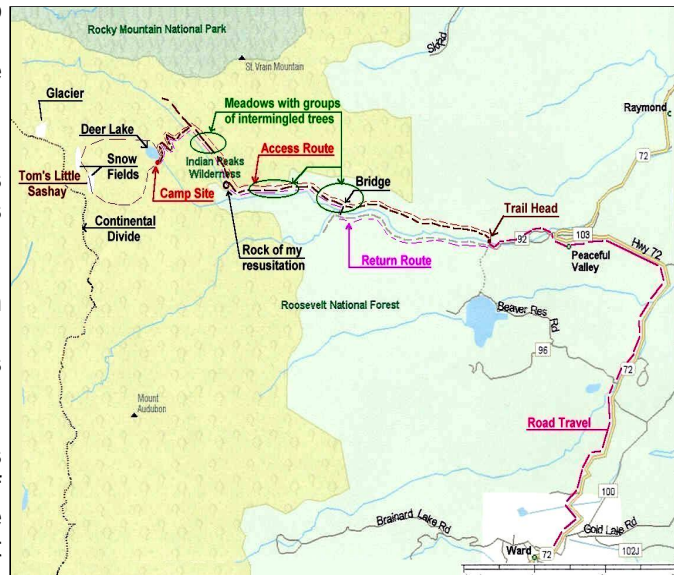 Rocky Mountain National Park
St. Vrain Mountain
Glacier
Meadows with groups
of intermingled trees
Raymond
72
Deer Lake
Snow
Fields
Indian Peaks
Wilderness
Access Route
Tom's Little
Sashay
Camp Site
Bridge
Trail Head
Continental
Divide
Rock of my
resusitation
Return Route
92
103
Hwy 72
Peaceful
Valley
Roosevelt National Forest
Beaver Res
Rd
96
72
Mount
Audubon
Road Travel
100
Brainard Lake Rd
Gold Lake Rd
Ward
72
102J